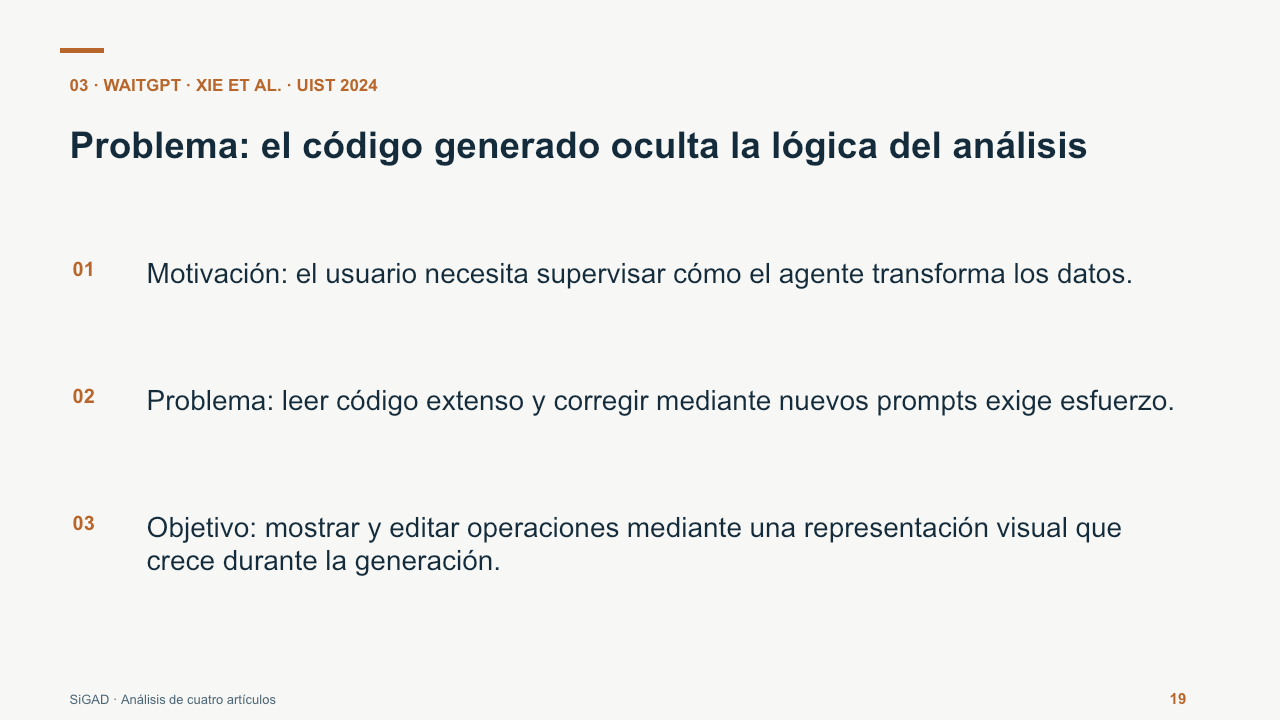 03 · WAITGPT · XIE ET AL. · UIST 2024
Problema: el código generado oculta la lógica del análisis
01
Motivación: el usuario necesita supervisar cómo el agente transforma los datos.
02
Problema: leer código extenso y corregir mediante nuevos prompts exige esfuerzo.
03
Objetivo: mostrar y editar operaciones mediante una representación visual que
crece durante la generación.
SiGAD · Análisis de cuatro artículos
19